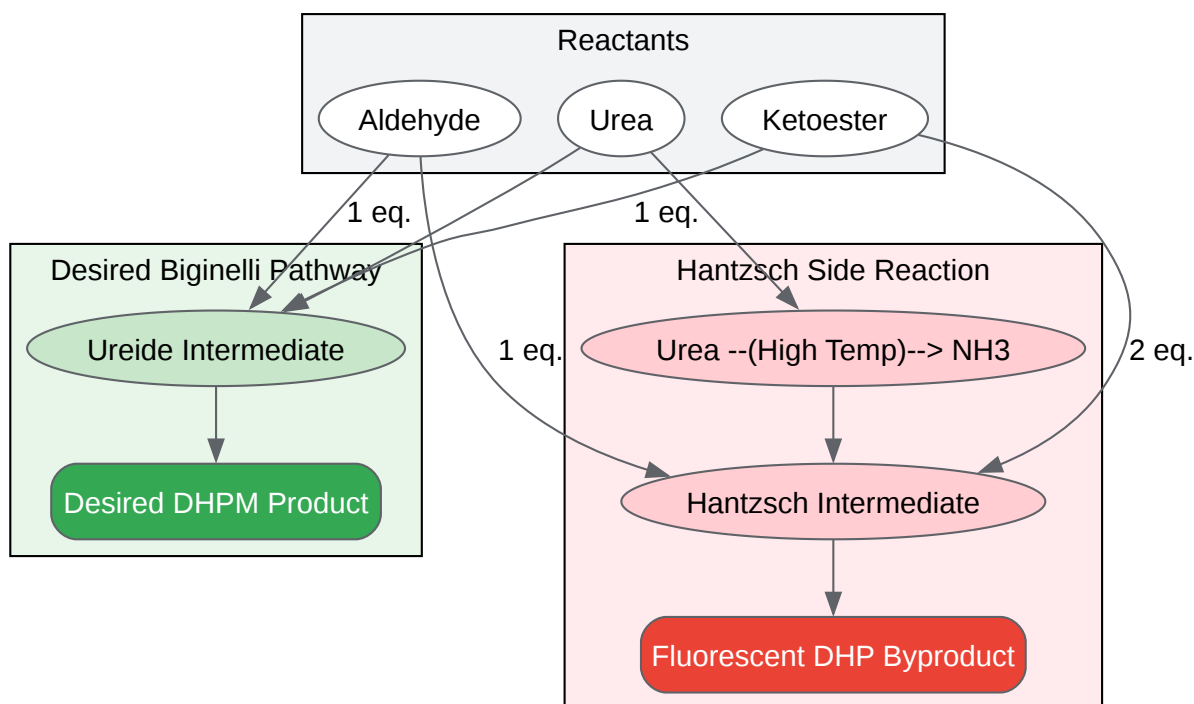 Reactants
Aldehyde
Urea
Ketoester
1 eq.
1 eq.
Desired Biginelli Pathway
Hantzsch Side Reaction
Ureide Intermediate
1 eq.
Urea --(High Temp)--> NH3
2 eq.
Desired DHPM Product
Hantzsch Intermediate
Fluorescent DHP Byproduct